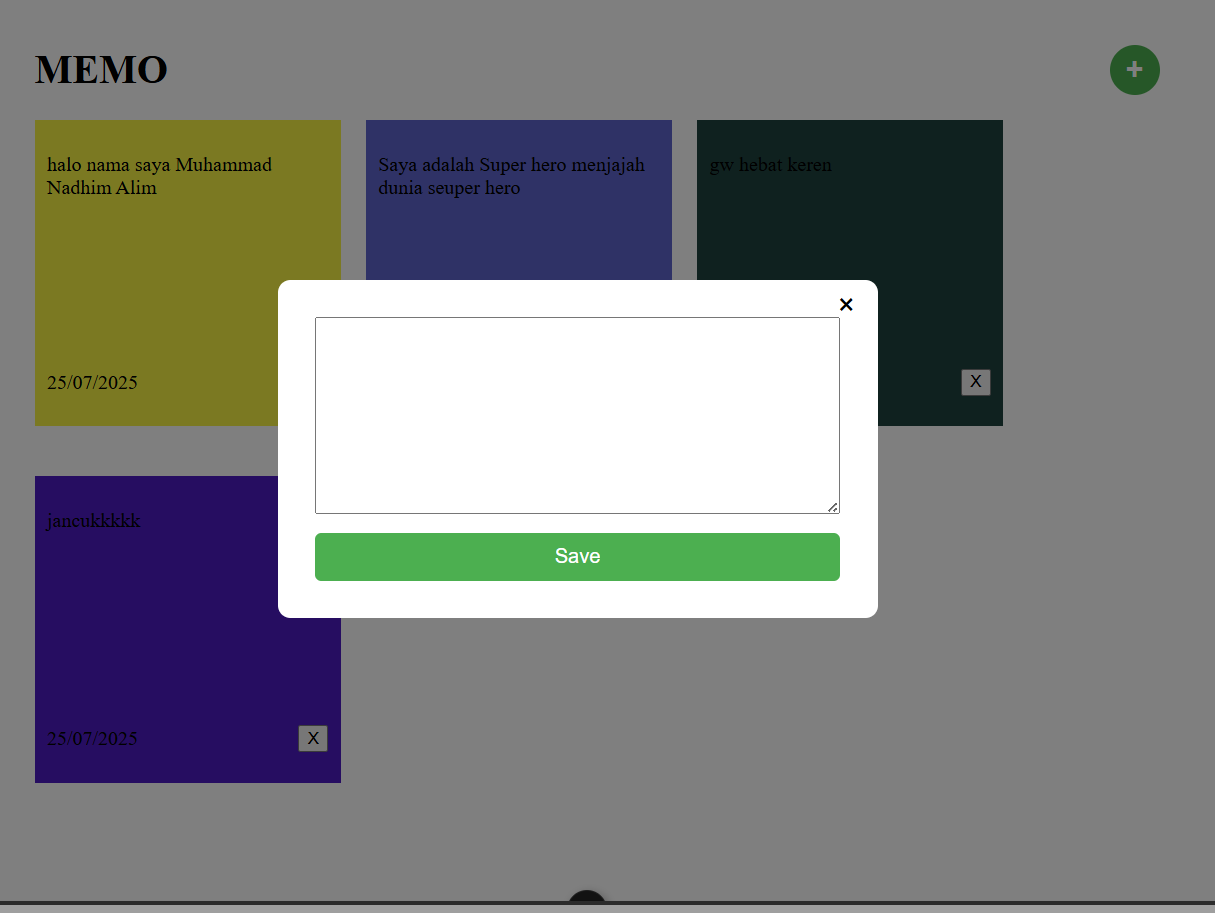 MEMO
+
halo nama saya Muhammad
Nadhim Alim
25/07/2025
Saya adalah Super hero menjajah
dunia seuper hero
gw hebat keren
X
×
Save
jancukkkkk
25/07/2025
X